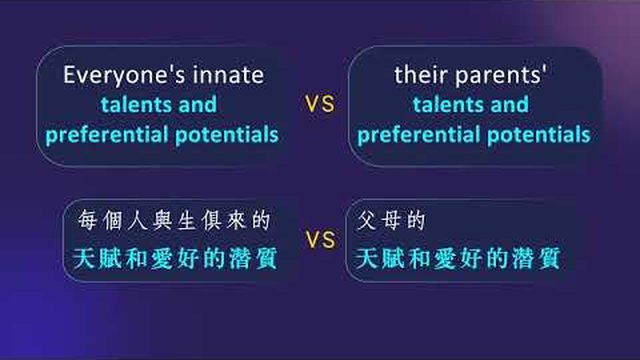 Everyone's innate
talents and
preferential potentials
VS
their parents'
talents and
preferential potentials
每個人與生俱來的
天賦和愛好的潛質
VS
父母的
天賦和愛好的潛質